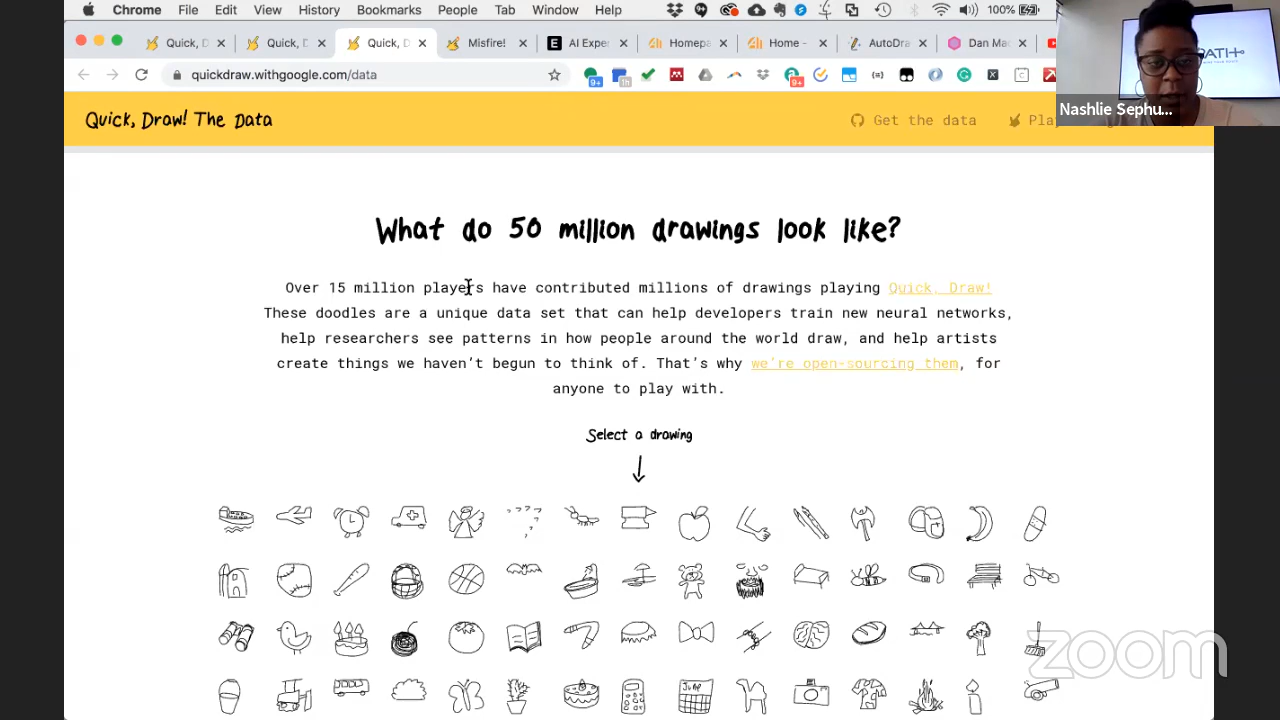 Chrome File Edit View History Bookmarks People Tab Window Help 100%
Quick, D Quick, D Quick, D Misfire! AI Exper Homepa Home - AutoDra Dan Mac
quickdraw.withgoogle.com/data
PATH
Nashlie Sephu...
Quick, Draw! The Data
Get the data
What do 50 million drawings look like?
Over 15 million players have contributed millions of drawings playing Quick, Draw!
These doodles are a unique data set that can help developers train new neural networks,
help researchers see patterns in how people around the world draw, and help artists
create things we haven't begun to think of. That's why we're open-sourcing them, for
anyone to play with.
Select a drawing
zoom